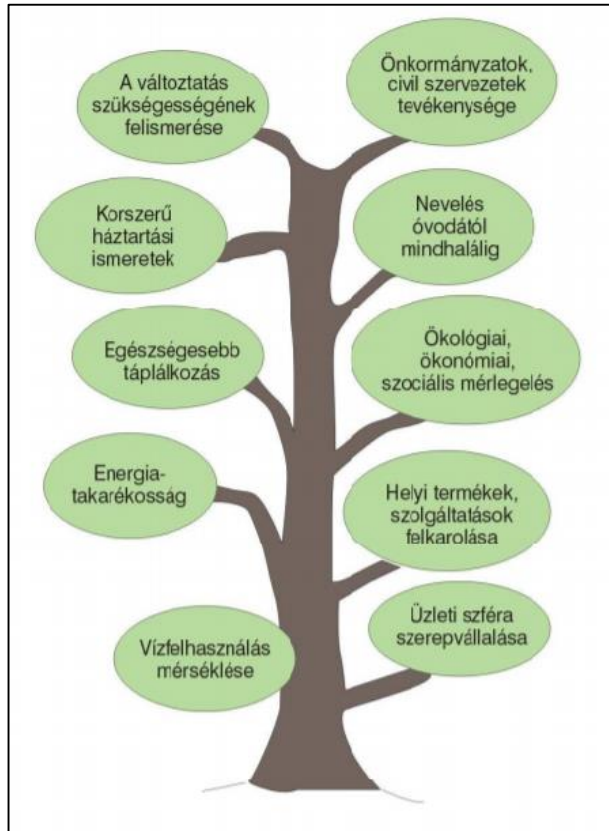 A változtatás
szükségességének
felismerése
Önkormányzatok,
civil szervezetek
tevékenysége
Korszerű
háztartási
ismeretek
Nevelés
óvodától
mindhalálig
Egészségesebb
táplálkozás
Ökológiai,
ökonómiai,
szociális mérlegelés
Energia-
takarékosság
Helyi termékek,
szolgáltatások
felkarolása
Vízfelhasználás
mérséklése
Üzleti szféra
szerepvállalása